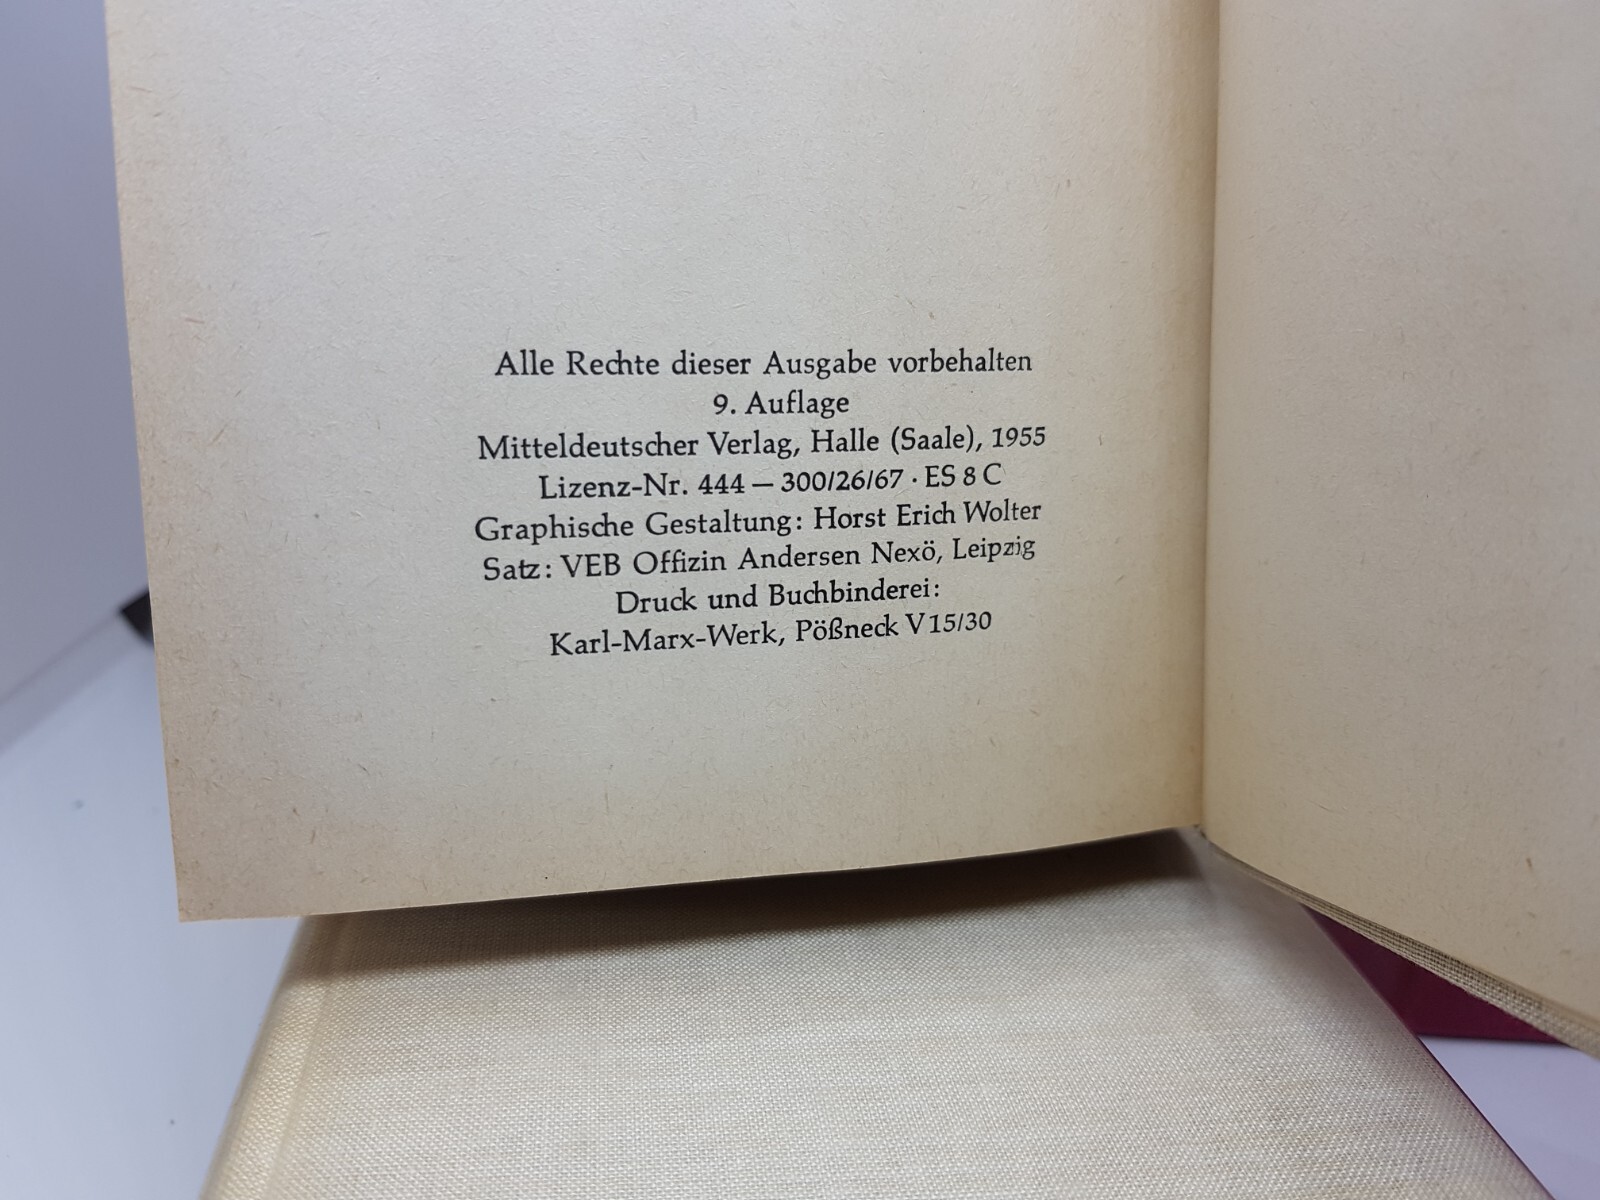 Alle Rechte dieser Ausgabe vorbehalten
9. Auflage
Mitteldeutscher Verlag, Halle (Saale), 1955
Lizenz-Nr. 444 — 300/26/67 · ES 8 C
Graphische Gestaltung: Horst Erich Wolter
Satz: VEB Offizin Andersen Nexö, Leipzig
Druck und Buchbinderei:
Karl-Marx-Werk, Pößneck V 15/30